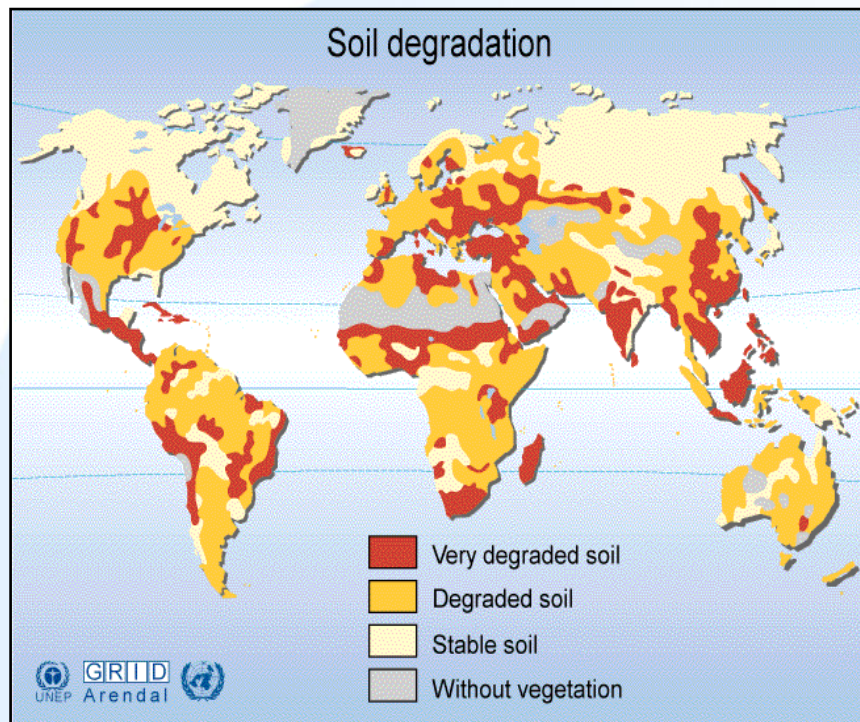 Soil degradation
Very degraded soil
Degraded soil
Stable soil
Without vegetation
UNEP
GRID
Arendal